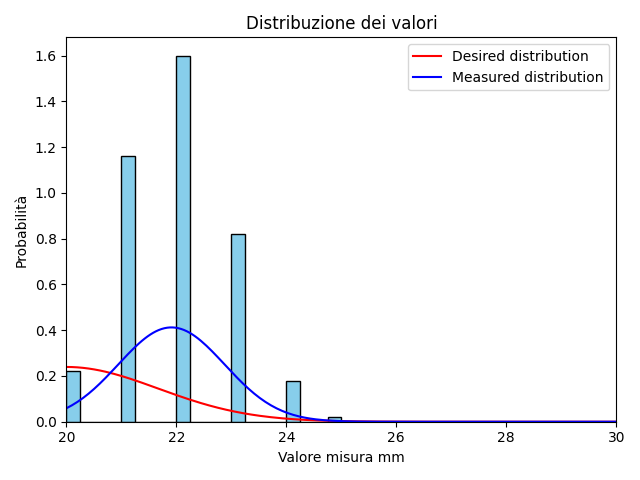 Distribuzione dei valori
Desired distribution
Measured distribution
Probabilità
1.6
1.4
1.2
1.0
0.8
0.6
0.4
0.2
0.0
20 22 24 26 28 30
Valore misura mm